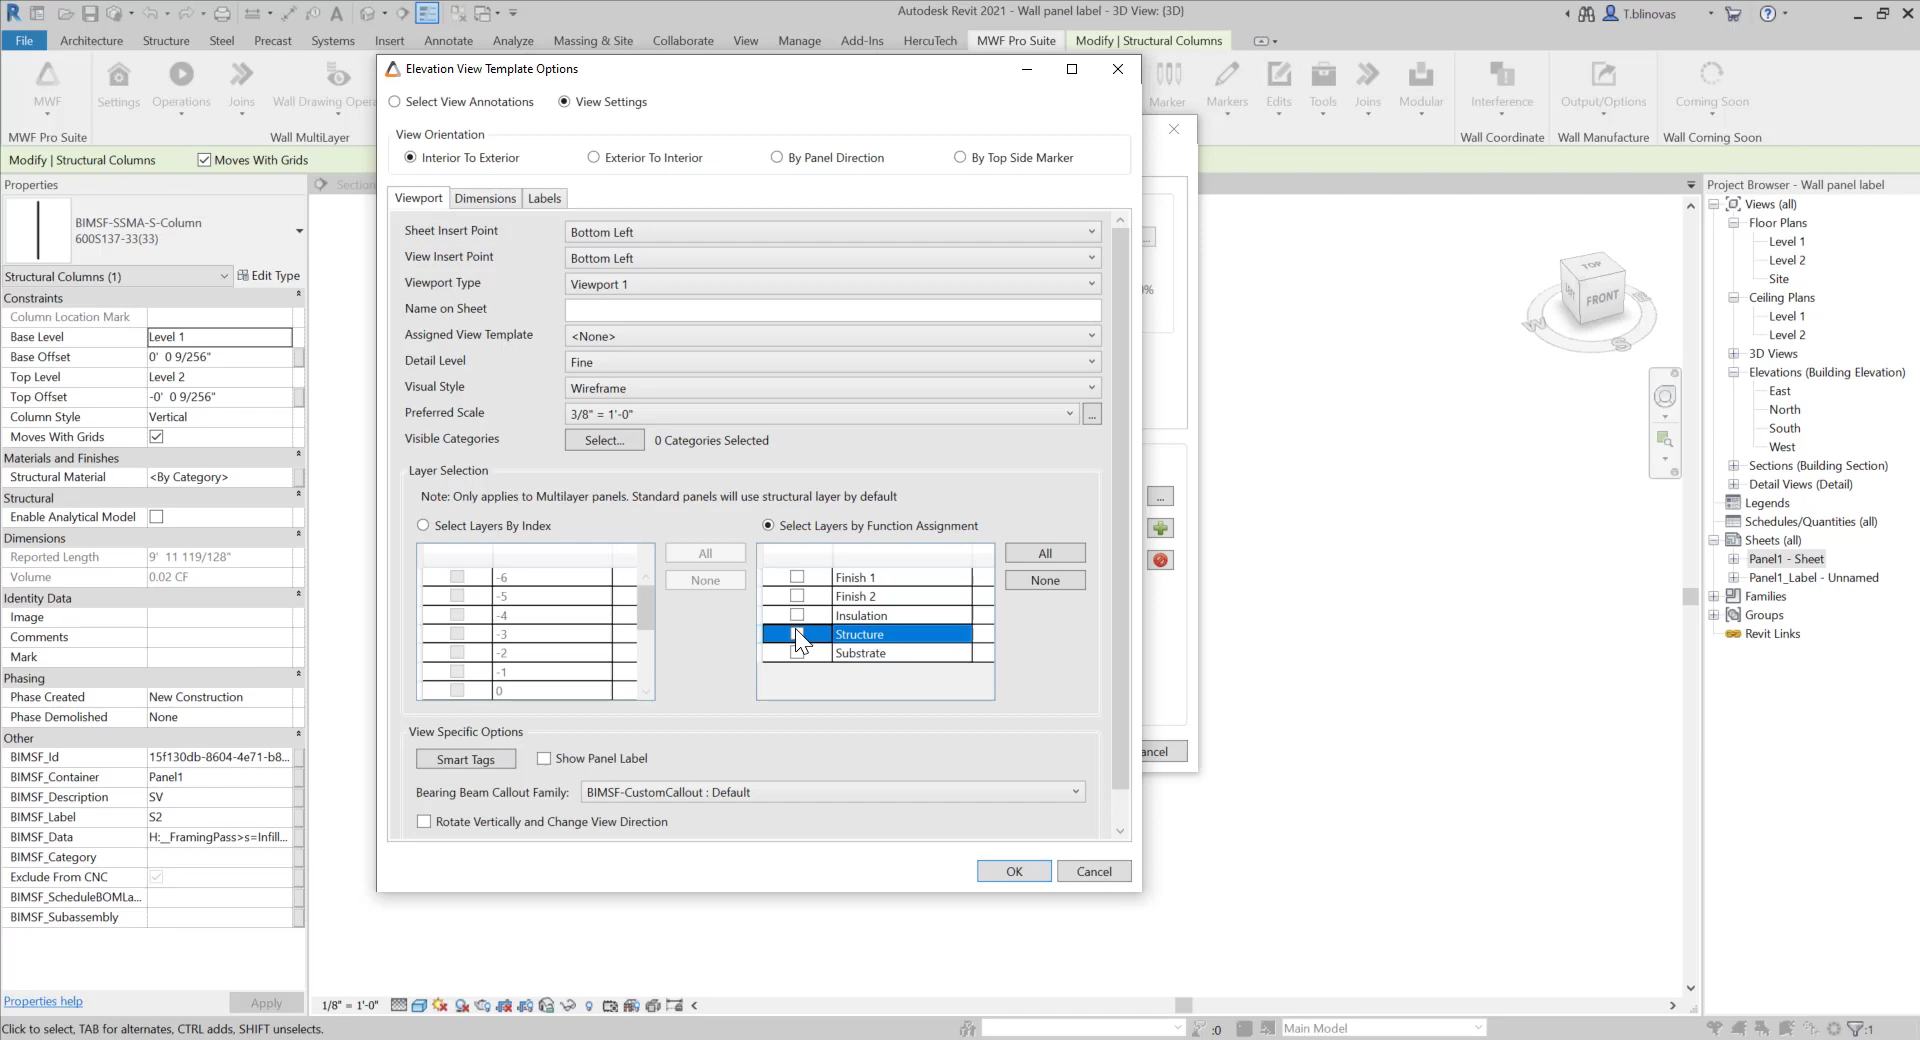 Autodesk Revit 2021 - Wall panel label - 3D View: {3D}
T.blinovas
File Architecture Structure Steel Precast Systems Insert Annotate Analyze Massing & Site Collaborate View Manage Add-Ins HercuTech MWF Pro Suite Modify | Structural Columns
MWF Settings Operations Joins Wall Drawing Opera
Marker Markers Edits Tools Joins Modular Interference Output/Options Coming Soon
MWF Pro Suite Wall MultiLayer
Wall Coordinate Wall Manufacture Wall Coming Soon
Modify | Structural Columns Moves With Grids
Properties
BIMSF-SSMA-S-Column
600S137-33(33)
Structural Columns (1) Edit Type
Constraints
Column Location Mark
Base Level Level 1
Base Offset 0' 0 9/256"
Top Level Level 2
Top Offset -0' 0 9/256"
Column Style Vertical
Moves With Grids
Materials and Finishes
Structural Material <By Category>
Structural
Enable Analytical Model
Dimensions
Reported Length 9' 11 119/128"
Volume 0.02 CF
Identity Data
Image
Comments
Mark
Phasing
Phase Created New Construction
Phase Demolished None
Other
BIMSF_Id 15f130db-8604-4e71-b8...
BIMSF_Container Panel1
BIMSF_Description SV
BIMSF_Label S2
BIMSF_Data H:__FramingPass>s=Infill...
BIMSF_Category
Exclude From CNC
BIMSF_ScheduleBOMLa...
BIMSF_Subassembly
Properties help Apply
Section
Elevation View Template Options
Select View Annotations View Settings
View Orientation
Interior To Exterior Exterior To Interior By Panel Direction By Top Side Marker
Viewport Dimensions Labels
Sheet Insert Point Bottom Left
View Insert Point Bottom Left
Viewport Type Viewport 1
Name on Sheet
Assigned View Template <None>
Detail Level Fine
Visual Style Wireframe
Preferred Scale 3/8" = 1'-0" ...
Visible Categories Select... 0 Categories Selected
Layer Selection
Note: Only applies to Multilayer panels. Standard panels will use structural layer by default
Select Layers By Index Select Layers by Function Assignment
All All
None None
-6
-5
-4
-3
-2
-1
0
Finish 1
Finish 2
Insulation
Structure
Substrate
View Specific Options
Smart Tags Show Panel Label
Bearing Beam Callout Family: BIMSF-CustomCallout : Default
Rotate Vertically and Change View Direction
OK Cancel
...
%
...
ancel
TOP
FRONT
W
S
Project Browser - Wall panel label
Views (all)
Floor Plans
Level 1
Level 2
Site
Ceiling Plans
Level 1
Level 2
3D Views
Elevations (Building Elevation)
East
North
South
West
Sections (Building Section)
Detail Views (Detail)
Legends
Schedules/Quantities (all)
Sheets (all)
Panel1 - Sheet
Panel1_Label - Unnamed
Families
Groups
Revit Links
1/8" = 1'-0"
Click to select, TAB for alternates, CTRL adds, SHIFT unselects.
:0
Main Model
:1